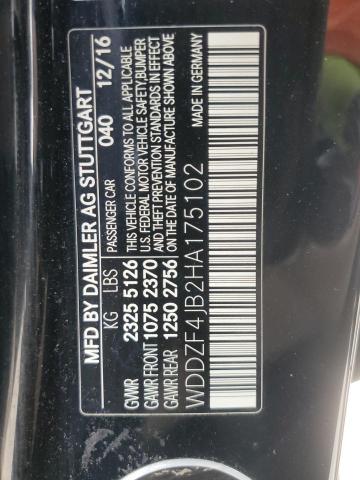 MFD BY DAIMLER AG STUTTGART
040 12/16
KG LBS PASSENGER CAR
GVWR 2325 5126
GAWR FRONT 1075 2370
GAWR REAR 1250 2756
THIS VEHICLE CONFORMS TO ALL APPLICABLE
U.S. FEDERAL MOTOR VEHICLE SAFETY,BUMPER
AND THEFT PREVENTION STANDARDS IN EFFECT
ON THE DATE OF MANUFACTURE SHOWN ABOVE
WDDZF4JB2HA175102
MADE IN GERMANY